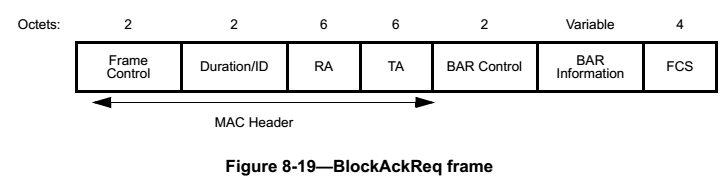 Octets: 2 2 6 6 2 Variable 4
Frame Control Duration/ID RA TA BAR Control BAR Information FCS
MAC Header
Figure 8-19—BlockAckReq frame